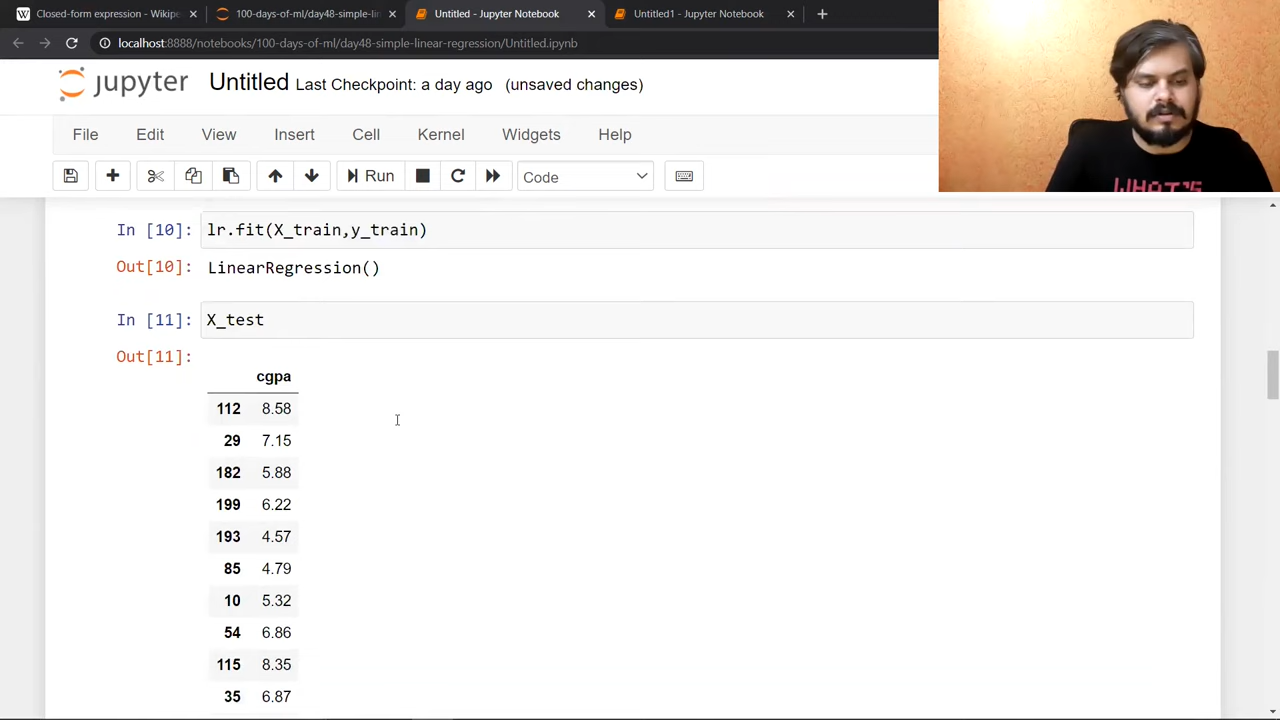 Closed-form expression - Wikipe
100-days-of-ml/day48-simple-lin
Untitled - Jupyter Notebook
Untitled1 - Jupyter Notebook
localhost:8888/notebooks/100-days-of-ml/day48-simple-linear-regression/Untitled.ipynb
jupyter Untitled Last Checkpoint: a day ago (unsaved changes)
File Edit View Insert Cell Kernel Widgets Help
Run Code
WHAT'S
In [10]: lr.fit(X_train,y_train)
Out[10]: LinearRegression()
In [11]: X_test
Out[11]:
cgpa
112 8.58
29 7.15
182 5.88
199 6.22
193 4.57
85 4.79
10 5.32
54 6.86
115 8.35
35 6.87